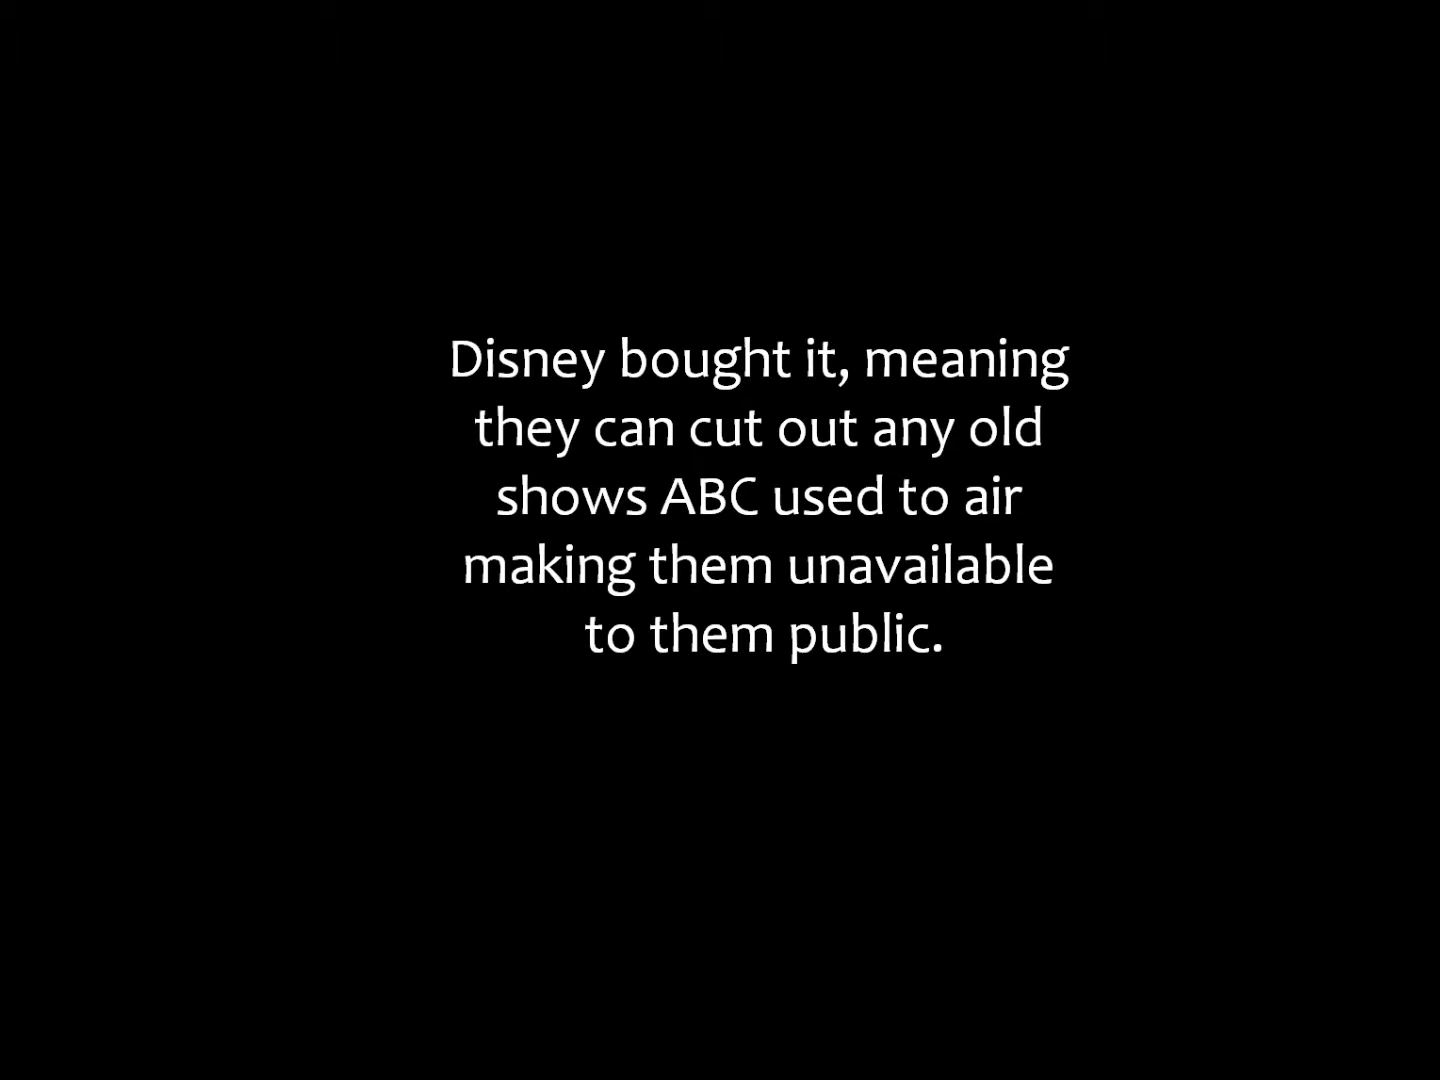 Disney bought it, meaning
they can cut out any old
shows ABC used to air
making them unavailable
to them public.